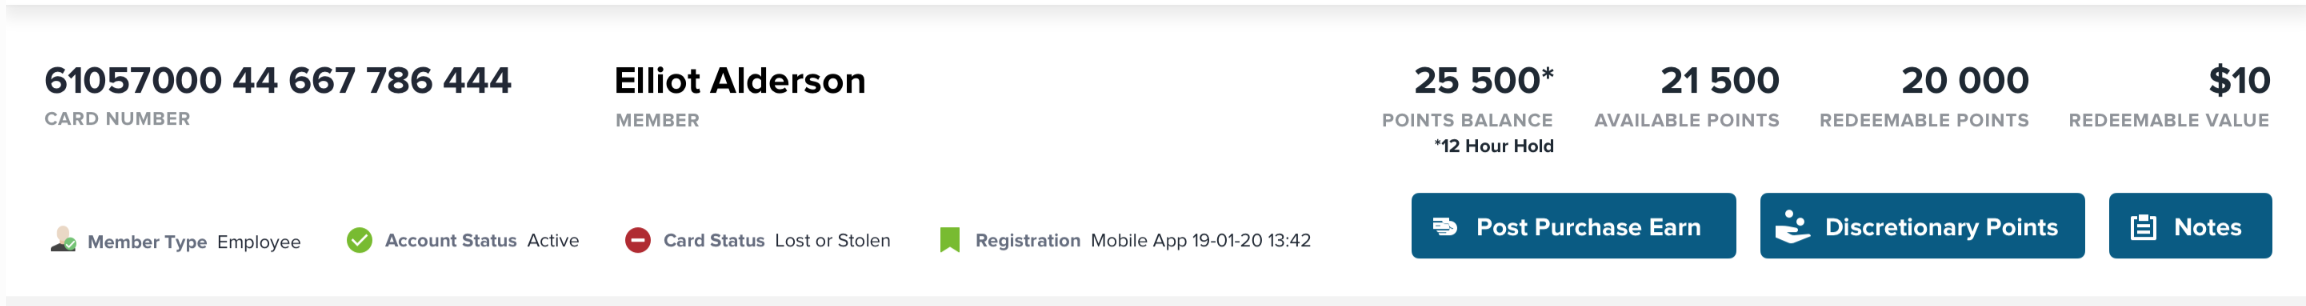 61057000 44 667 786 444
CARD NUMBER
Elliot Alderson
MEMBER
25 500*
POINTS BALANCE
*12 Hour Hold
21 500
AVAILABLE POINTS
20 000
REDEEMABLE POINTS
$10
REDEEMABLE VALUE
Member Type Employee
Account Status Active
Card Status Lost or Stolen
Registration Mobile App 19-01-20 13:42
Post Purchase Earn
Discretionary Points
Notes